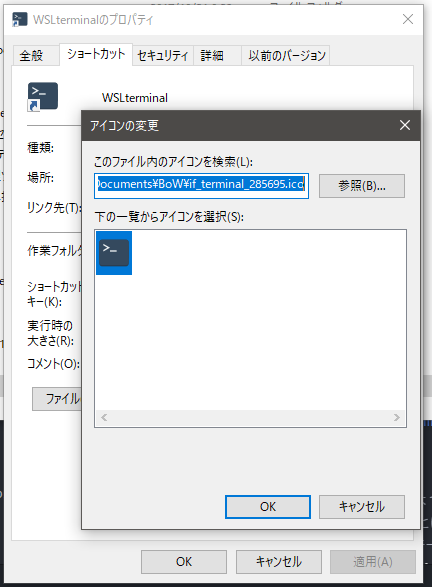 WSLterminalのプロパティ
全般
ショートカット
セキュリティ
詳細
以前のバージョン
WSLterminal
種類:
場所:
リンク先(T):
作業フォルダ
ショートカット
キー(K):
実行時の
大きさ(R):
コメント(O):
ファイル
アイコンの変更
このファイル内のアイコンを検索(L):
Documents¥BoW¥if_terminal_285695.ico
参照(B)...
下の一覧からアイコンを選択(S):
OK
キャンセル
OK
キャンセル
適用(A)